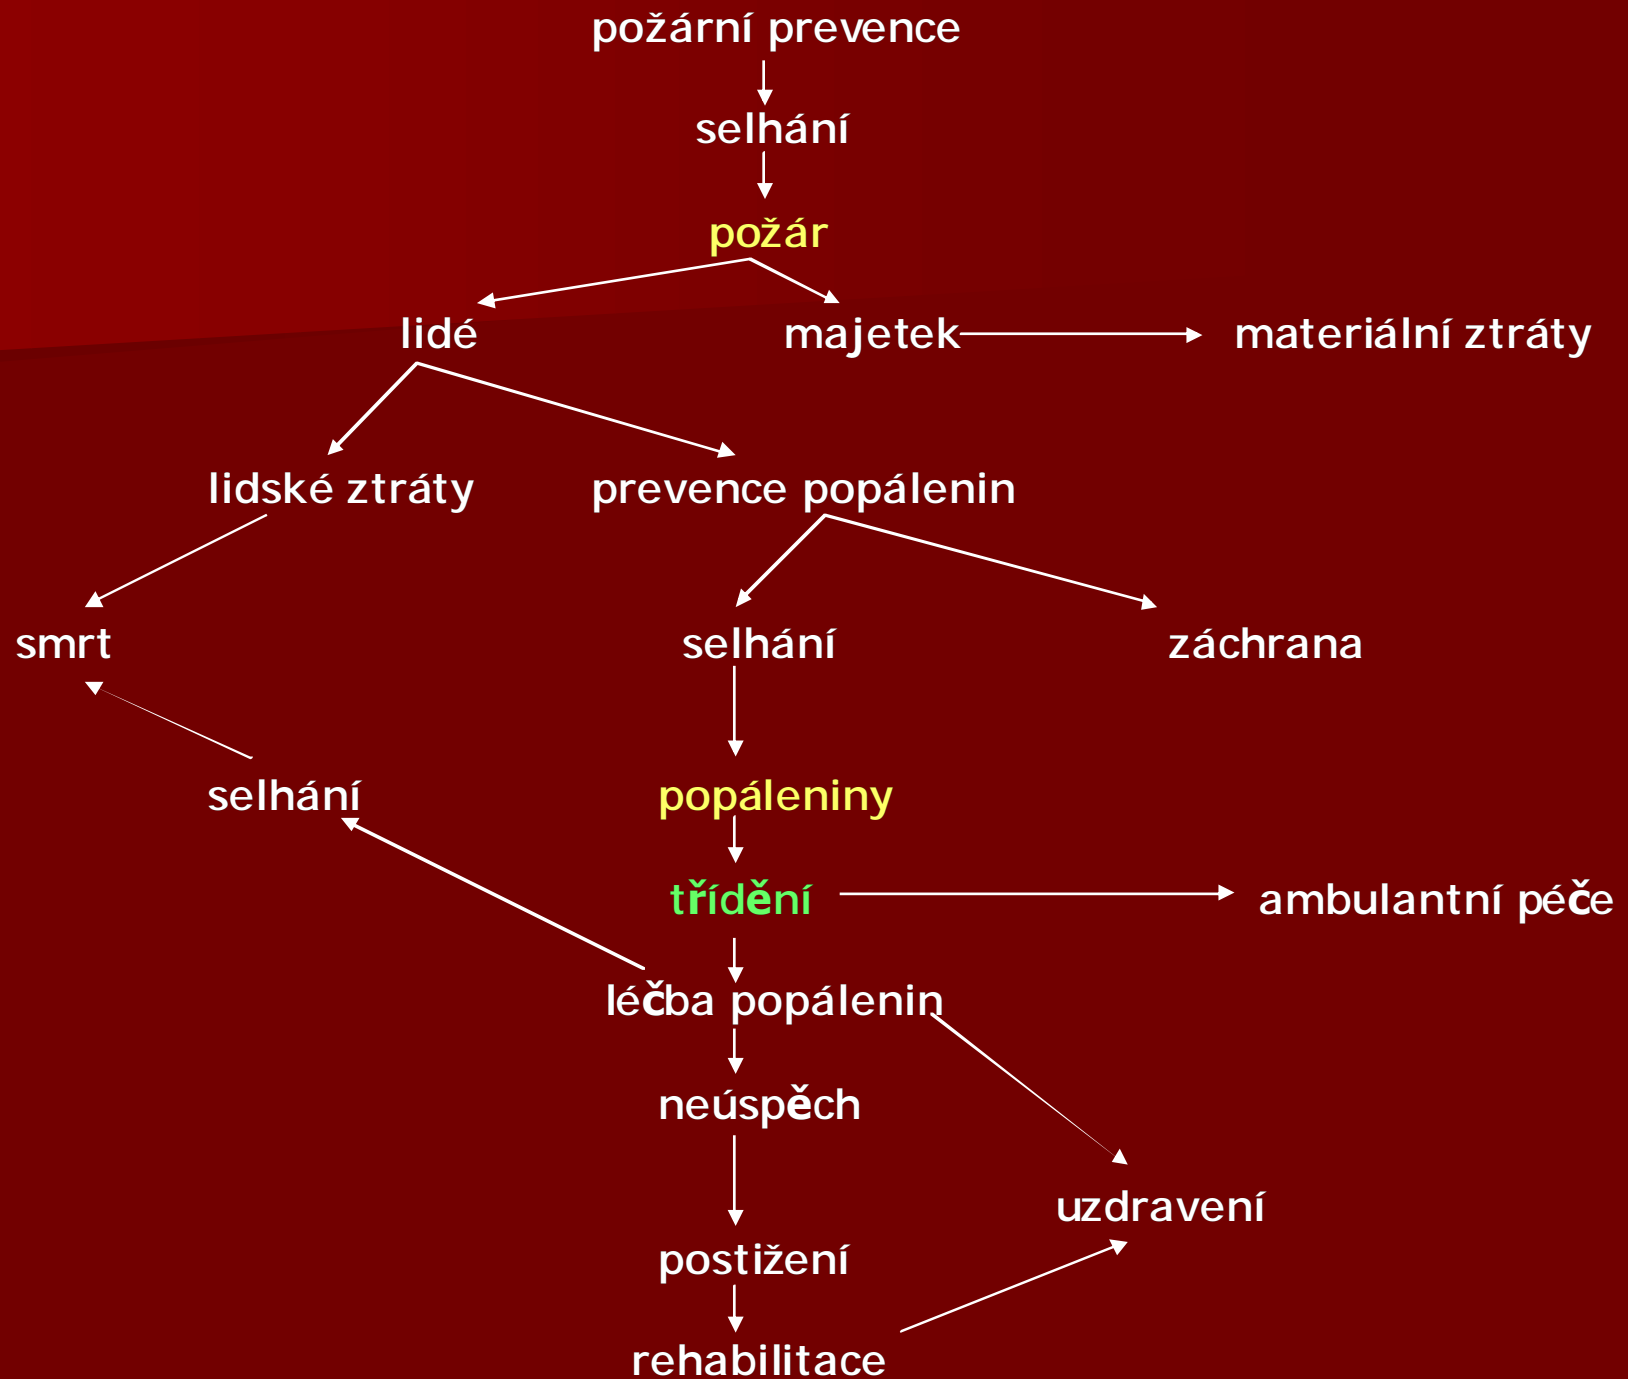 požární prevence
selhání
požár
lidé
majetek
materiální ztráty
lidské ztráty
prevence popálenin
smrt
selhání
záchrana
selhání
popáleniny
třídění
ambulantní péče
léčba popálenin
neúspěch
uzdravení
postižení
rehabilitace